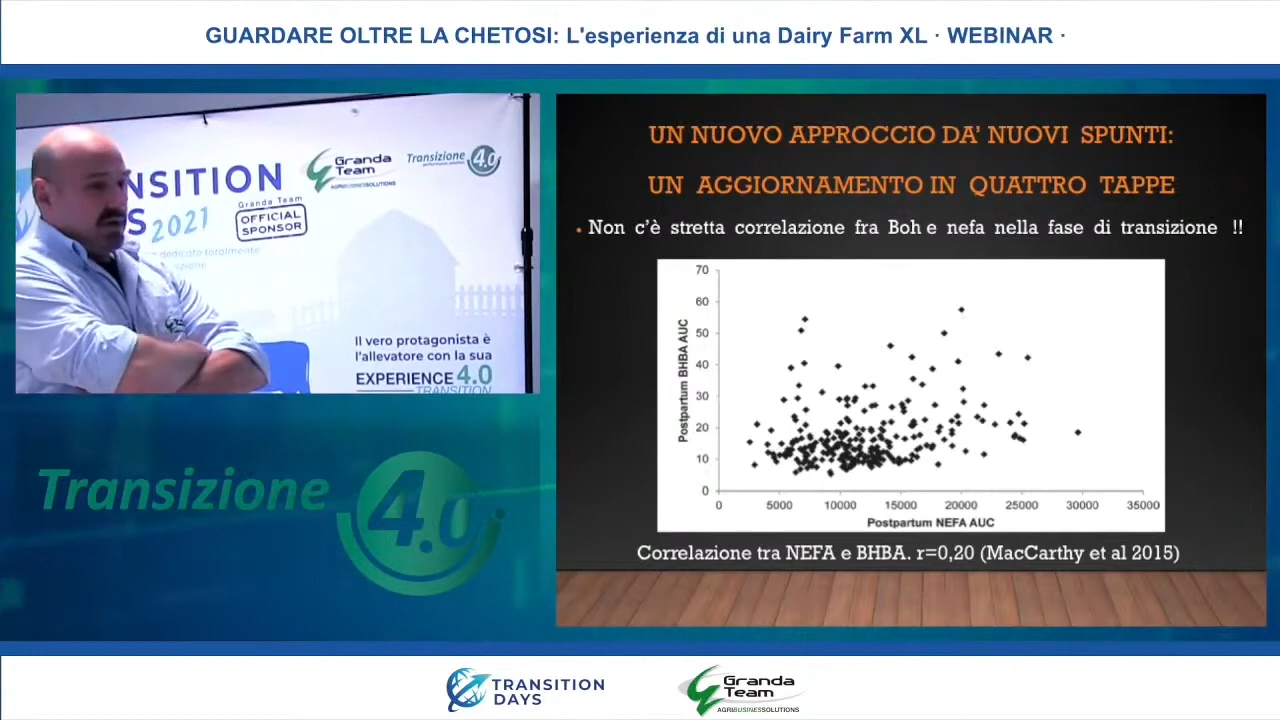 GUARDARE OLTRE LA CHETOSI: L'esperienza di una Dairy Farm XL · WEBINAR ·
NSITION
S 2021
Granda
Team
AGRIBUSINESSOLUTIONS
Transizione 4.0
Granda Team
OFFICIAL
SPONSOR
dedicato totalmente
Il vero protagonista è
l'allevatore con la sua
EXPERIENCE 4.0
TRANSITION
Transizione
4.0
UN NUOVO APPROCCIO DA' NUOVI SPUNTI:
UN AGGIORNAMENTO IN QUATTRO TAPPE
• Non c'è stretta correlazione fra Boh e nefa nella fase di transizione !!
70
60
50
40
30
20
10
0
Postpartum BHBA AUC
0 5000 10000 15000 20000 25000 30000 35000
Postpartum NEFA AUC
Correlazione tra NEFA e BHBA. r=0,20 (MacCarthy et al 2015)
TRANSITION
DAYS
Granda
Team
AGRIBUSINESSOLUTIONS